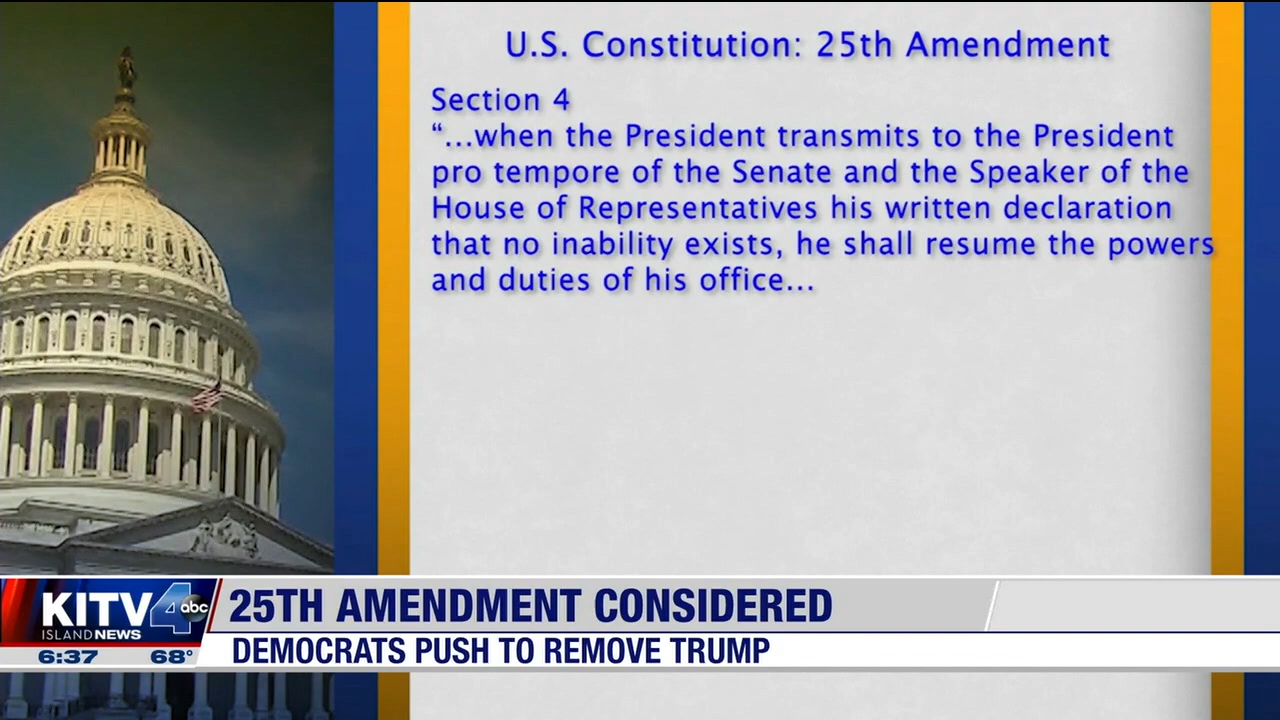 U.S. Constitution: 25th Amendment
Section 4
“...when the President transmits to the President
pro tempore of the Senate and the Speaker of the
House of Representatives his written declaration
that no inability exists, he shall resume the powers
and duties of his office...
KITV 4 abc
ISLAND NEWS
6:37 68°
25TH AMENDMENT CONSIDERED
DEMOCRATS PUSH TO REMOVE TRUMP